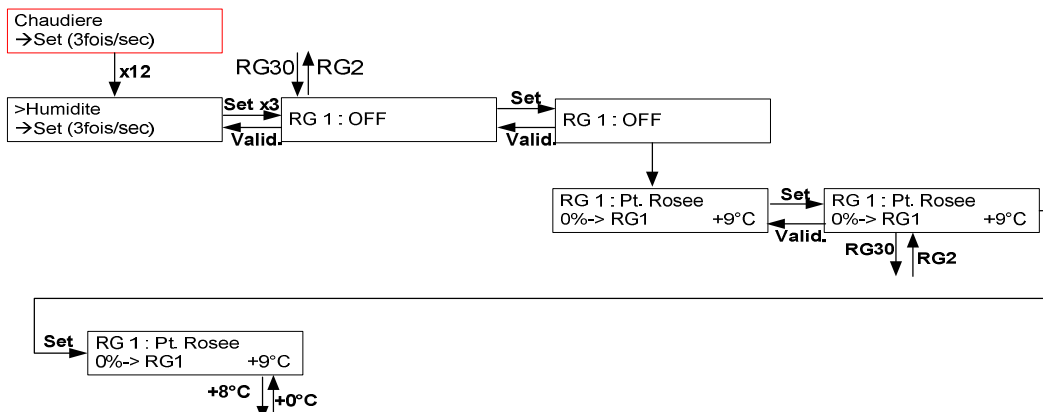 Chaudiere
→Set (3fois/sec)
x12
RG30
RG2
>Humidite
→Set (3fois/sec)
Set x3
Valid.
RG 1 : OFF
Set
Valid.
RG 1 : OFF
RG 1 : Pt. Rosee
0%-> RG1 +9°C
Set
Valid.
RG 1 : Pt. Rosee
0%-> RG1 +9°C
RG30
RG2
Set
RG 1 : Pt. Rosee
0%-> RG1 +9°C
+8°C
+0°C